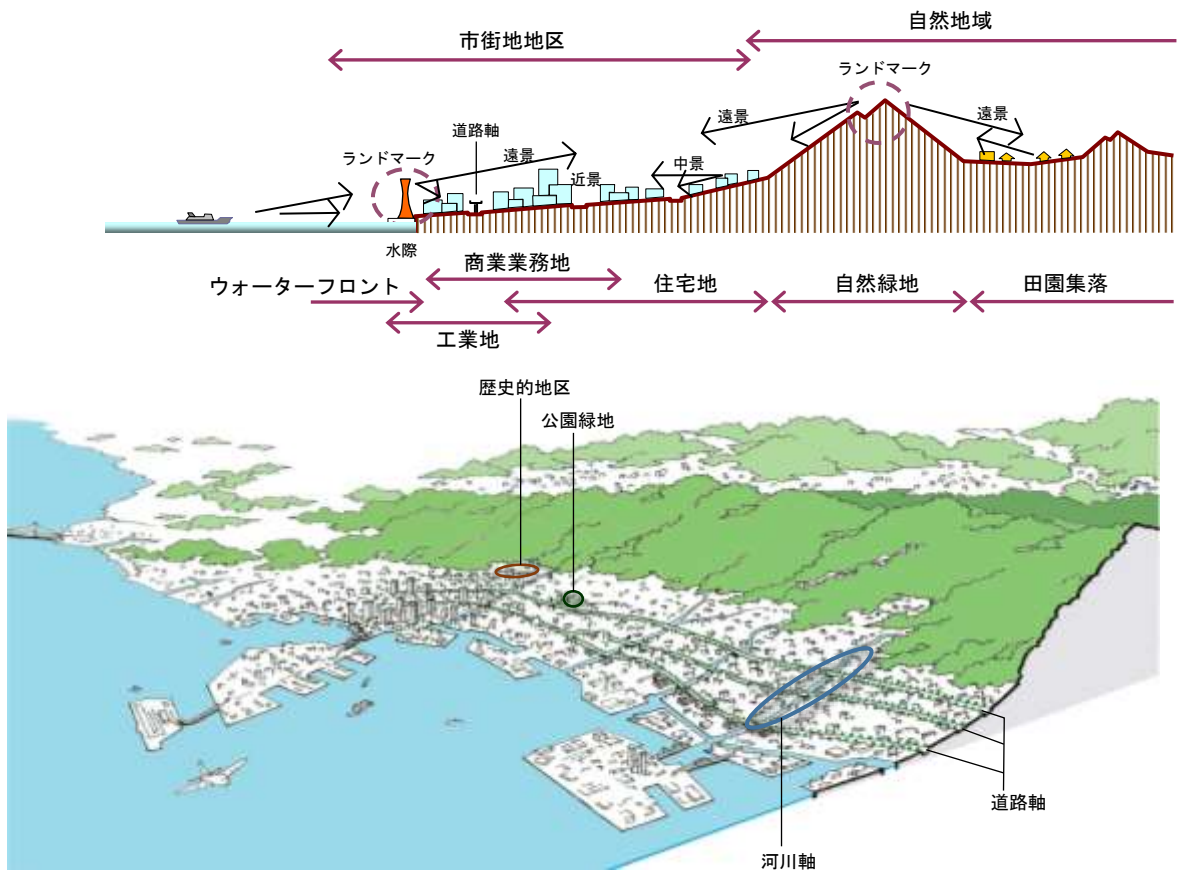 自然地域
市街地地区
ランドマーク
遠景
遠景
道路軸
ランドマーク
遠景
中景
近景
水際
商業業務地
ウォーターフロント
住宅地
自然緑地
田園集落
工業地
歴史的地区
公園緑地
道路軸
河川軸